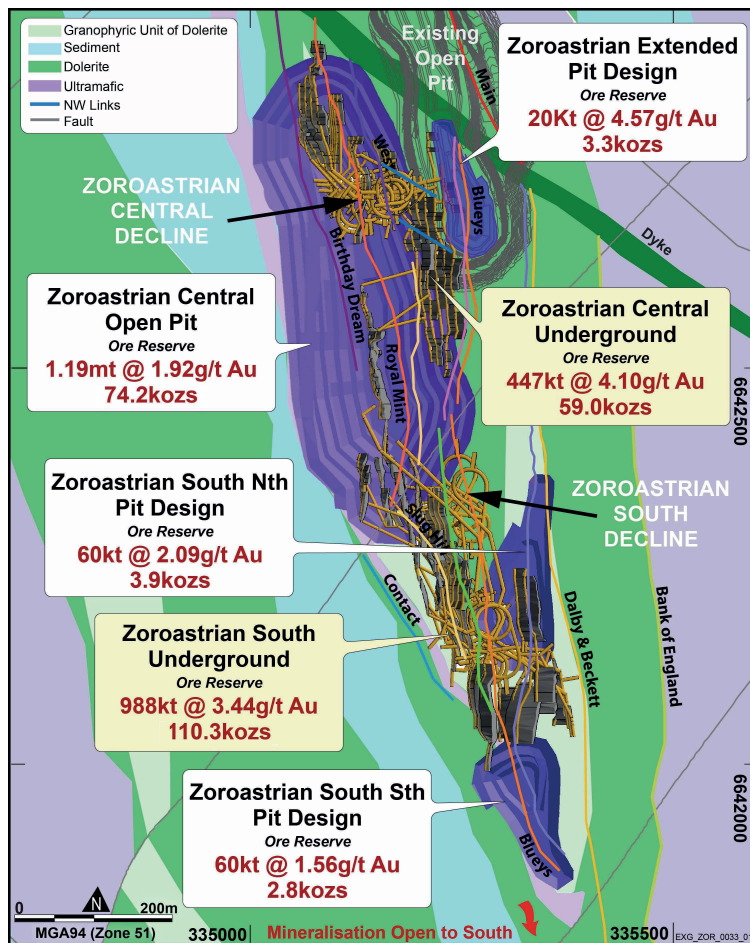 Granophyric Unit of Dolerite
Sediment
Dolerite
Ultramafic
NW Links
Fault
Existing
Open
Pit
Main
Zoroastrian Extended
Pit Design
Ore Reserve
20Kt @ 4.57g/t Au
3.3kozs
ZOROASTRIAN
CENTRAL
DECLINE
West
Blueys
Dyke
Birthday Dream
Zoroastrian Central
Open Pit
Ore Reserve
1.19mt @ 1.92g/t Au
74.2kozs
Royal Mint
Zoroastrian Central
Underground
Ore Reserve
447kt @ 4.10g/t Au
59.0kozs
6642500
Zoroastrian South Nth
Pit Design
Ore Reserve
60kt @ 2.09g/t Au
3.9kozs
ZOROASTRIAN
SOUTH
DECLINE
Contact
Dalby & Beckett
Bank of England
Zoroastrian South
Underground
Ore Reserve
988kt @ 3.44g/t Au
110.3kozs
Zoroastrian South Sth
Pit Design
Ore Reserve
60kt @ 1.56g/t Au
2.8kozs
Blueys
6642000
N
0 200m
MGA94 (Zone 51)
335000
Mineralisation Open to South
335500
EXG_ZOR_0033_01